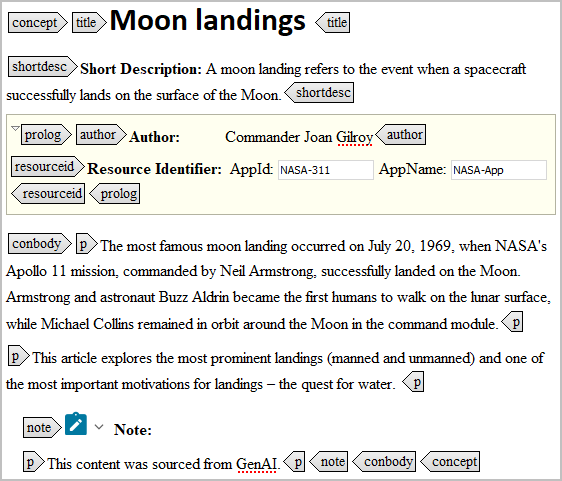 concept title Moon landings title
shortdesc Short Description: A moon landing refers to the event when a spacecraft
successfully lands on the surface of the Moon. shortdesc
prolog author Author: Commander Joan Gilroy author
resourceid Resource Identifier: AppId: NASA-311 AppName: NASA-App
resourceid prolog
conbody p The most famous moon landing occurred on July 20, 1969, when NASA's
Apollo 11 mission, commanded by Neil Armstrong, successfully landed on the Moon.
Armstrong and astronaut Buzz Aldrin became the first humans to walk on the lunar surface,
while Michael Collins remained in orbit around the Moon in the command module. p
p This article explores the most prominent landings (manned and unmanned) and one of
the most important motivations for landings – the quest for water. p
note Note:
p This content was sourced from GenAI. p note conbody concept